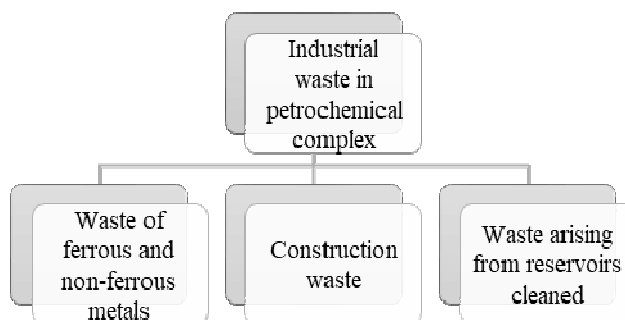 Industrial
waste in
petrochemical
complex
Waste of
ferrous and
non-ferrous
metals
Construction
waste
Waste arising
from reservoirs
cleaned